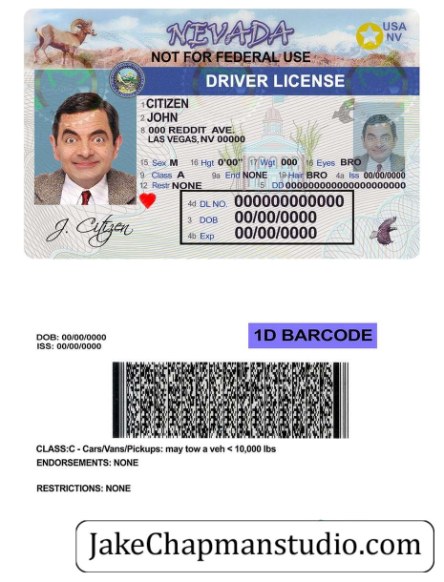 NEVADA
USA
NV
NOT FOR FEDERAL USE
DRIVER LICENSE
1 CITIZEN
2 JOHN
8 000 REDDIT AVE.
LAS VEGAS, NV 00000
15 Sex M 16 Hgt 0'00" 17 Wgt 000 18 Eyes BRO
9 Class A 9a End NONE 19 Hair BRO 4a Iss 00/00/0000
12 Restr NONE 5 DD 00000000000000000000
4d DL NO. 000000000000
3 DOB 00/00/0000
4b Exp 00/00/0000
J. Citizen
DOB: 00/00/0000
ISS: 00/00/0000
1D BARCODE
CLASS:C - Cars/Vans/Pickups: may tow a veh < 10,000 lbs
ENDORSEMENTS: NONE
RESTRICTIONS: NONE
JakeChapmanstudio.com